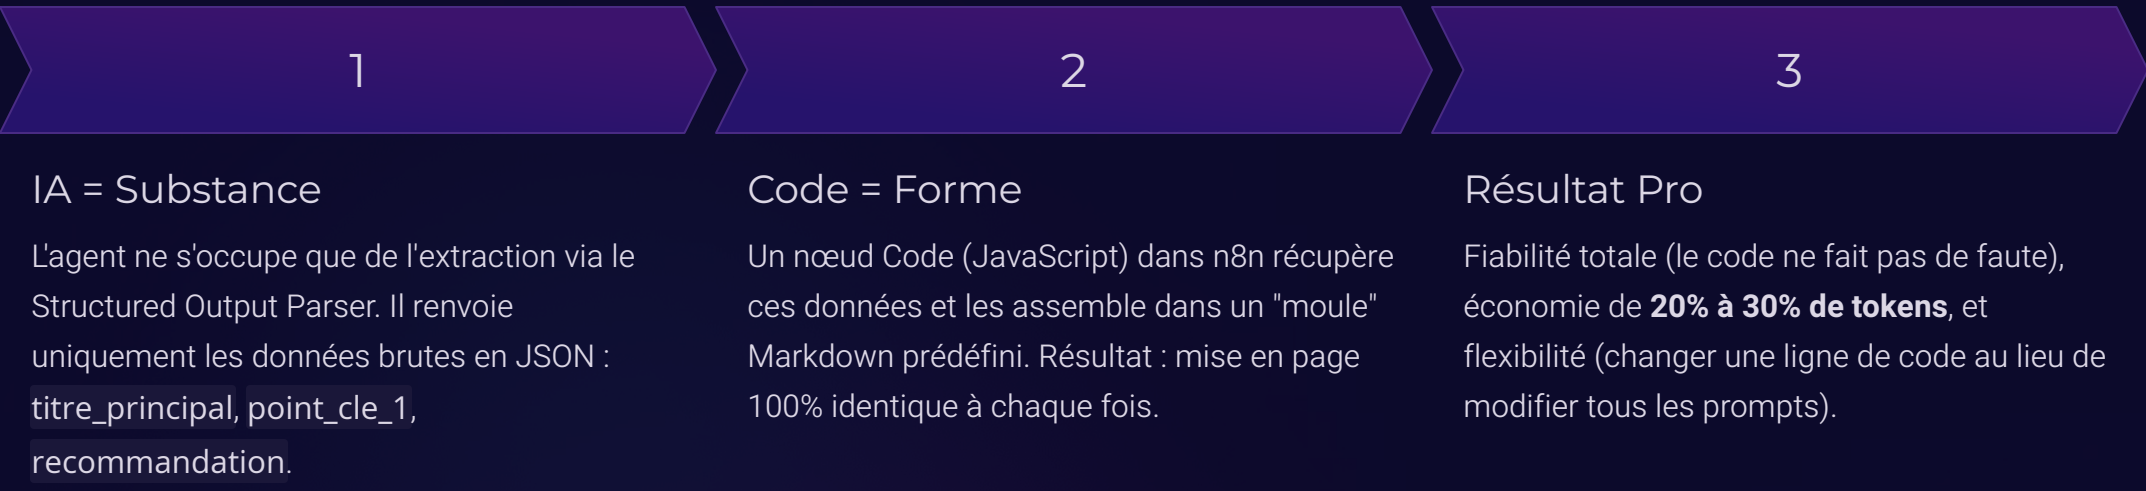 1
2
3
IA = Substance
L'agent ne s'occupe que de l'extraction via le
Structured Output Parser. Il renvoie
uniquement les données brutes en JSON :
titre_principal, point_cle_1,
recommandation.
Code = Forme
Un nœud Code (JavaScript) dans n8n récupère
ces données et les assemble dans un "moule"
Markdown prédéfini. Résultat : mise en page
100% identique à chaque fois.
Résultat Pro
Fiabilité totale (le code ne fait pas de faute),
économie de 20% à 30% de tokens, et
flexibilité (changer une ligne de code au lieu de
modifier tous les prompts).